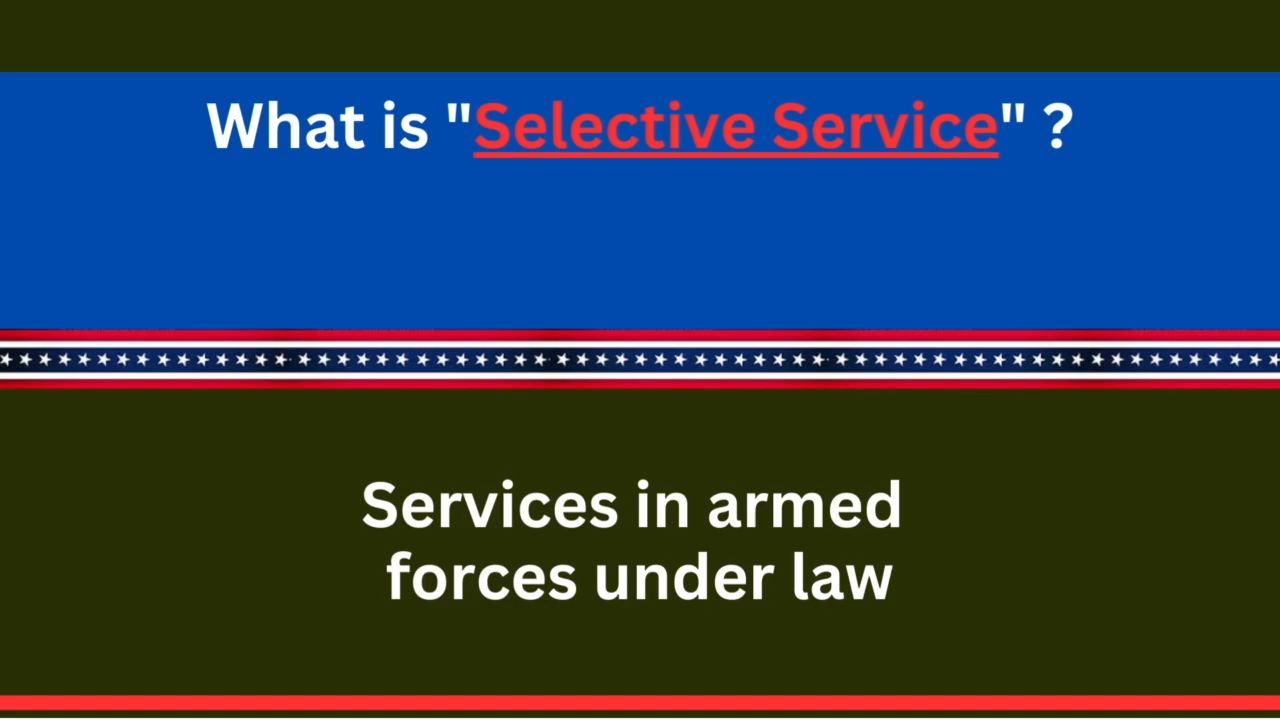 What is "Selective Service" ?
Services in armed
forces under law